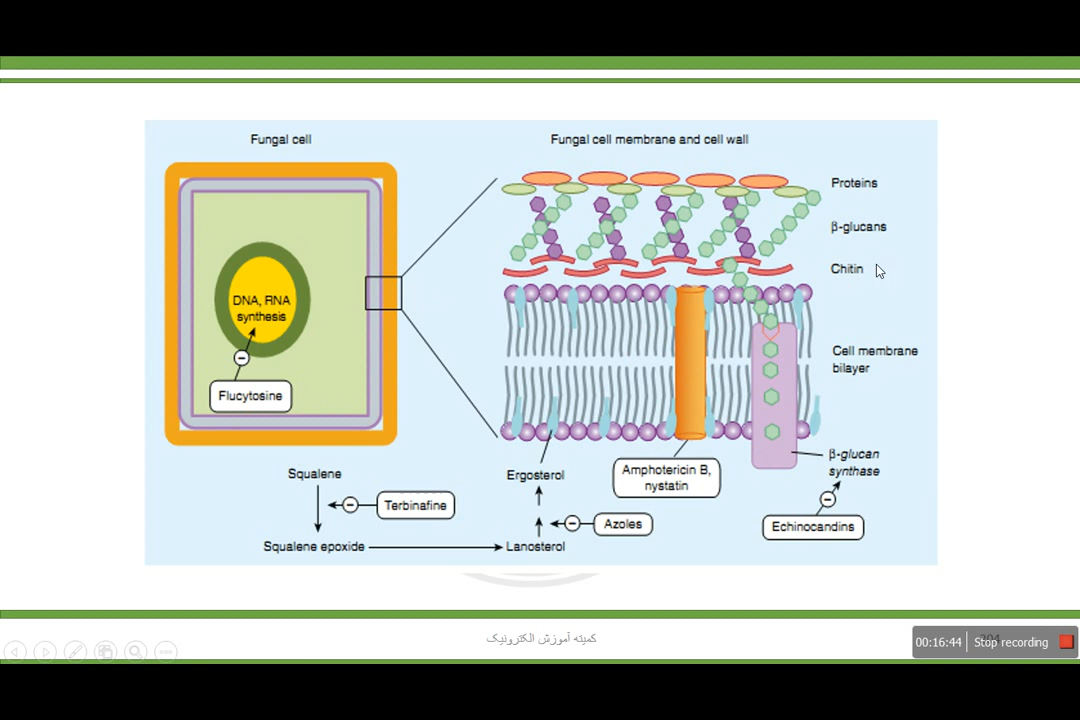 Fungal cell
Fungal cell membrane and cell wall
Proteins
β-glucans
Chitin
DNA, RNA
synthesis
Flucytosine
Cell membrane
bilayer
β-glucan
synthase
Squalene
Terbinafine
Squalene epoxide
Ergosterol
Azoles
Lanosterol
Amphotericin B,
nystatin
Echinocandins
کمیته آموزش الکترونیک
00:16:44
Stop recording